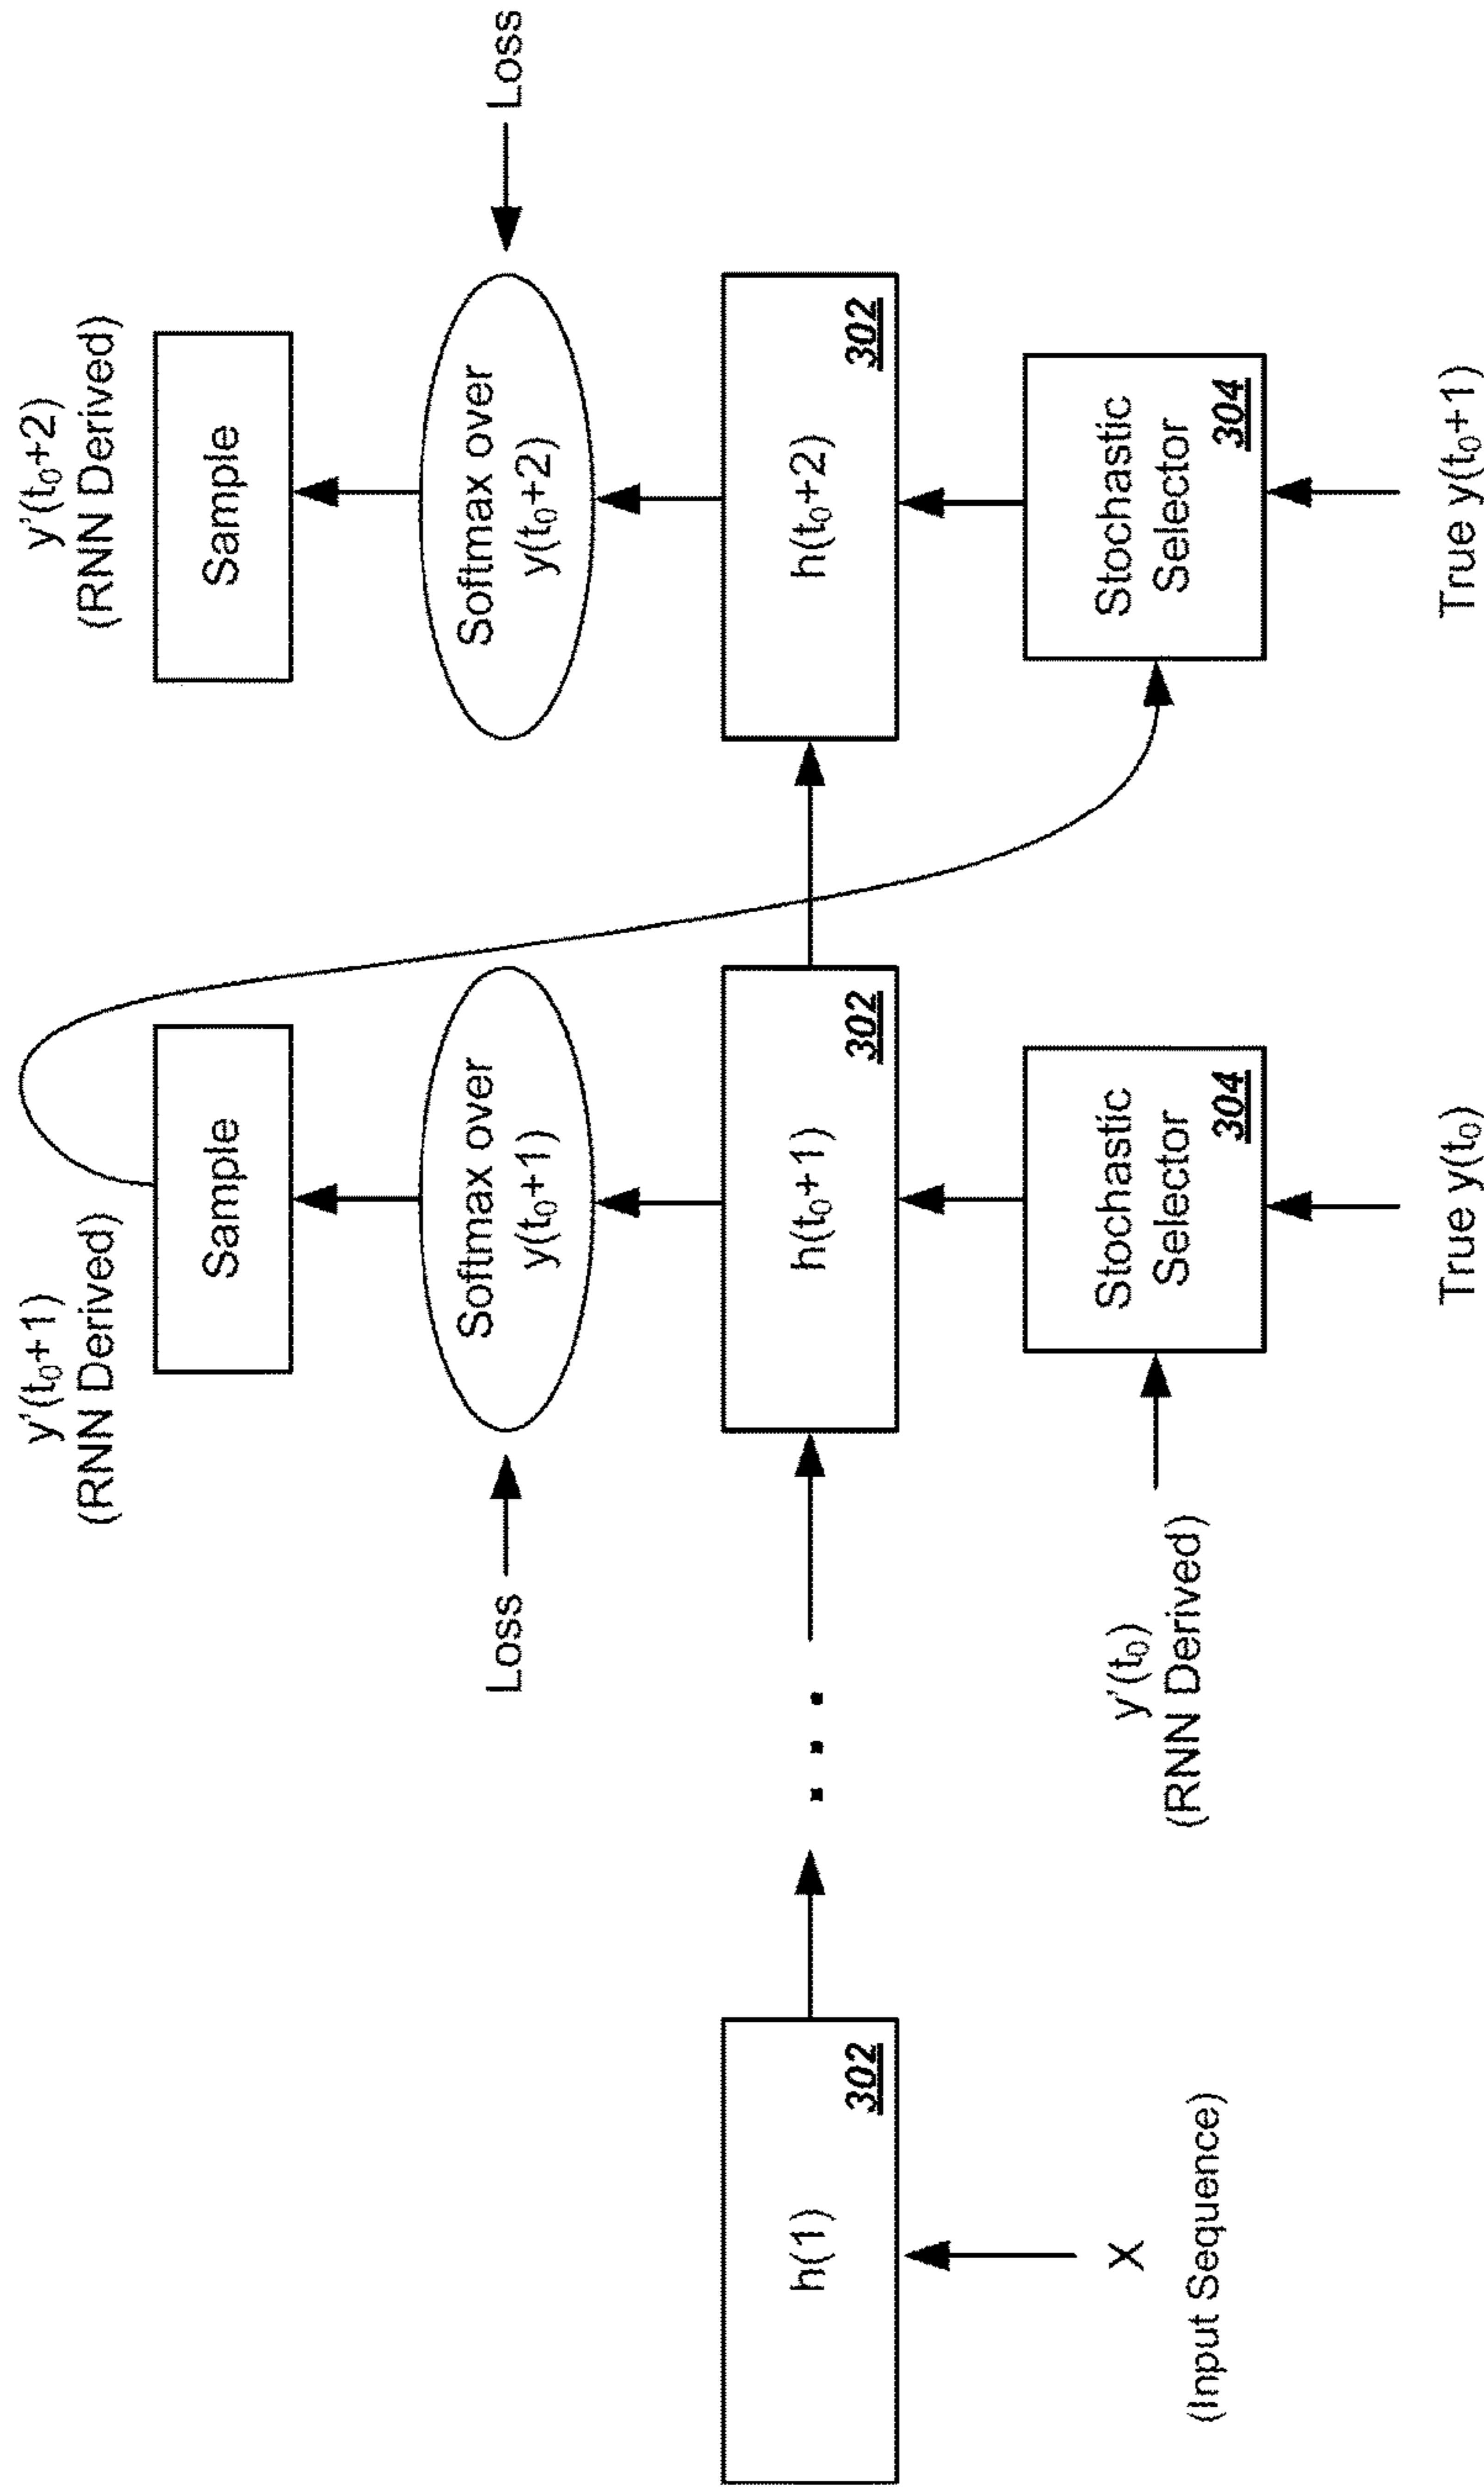 h(1)
302
X
(Input Sequence)
y'(t₀+1)
(RNN Derived)
Sample
Loss
Softmax over
y(t₀+1)
h(t₀+1)
302
y'(t₀)
(RNN Derived)
Stochastic
Selector
304
True y(t₀)
y'(t₀+2)
(RNN Derived)
Sample
Softmax over
y(t₀+2)
Loss
h(t₀+2)
302
Stochastic
Selector
304
True y(t₀+1)